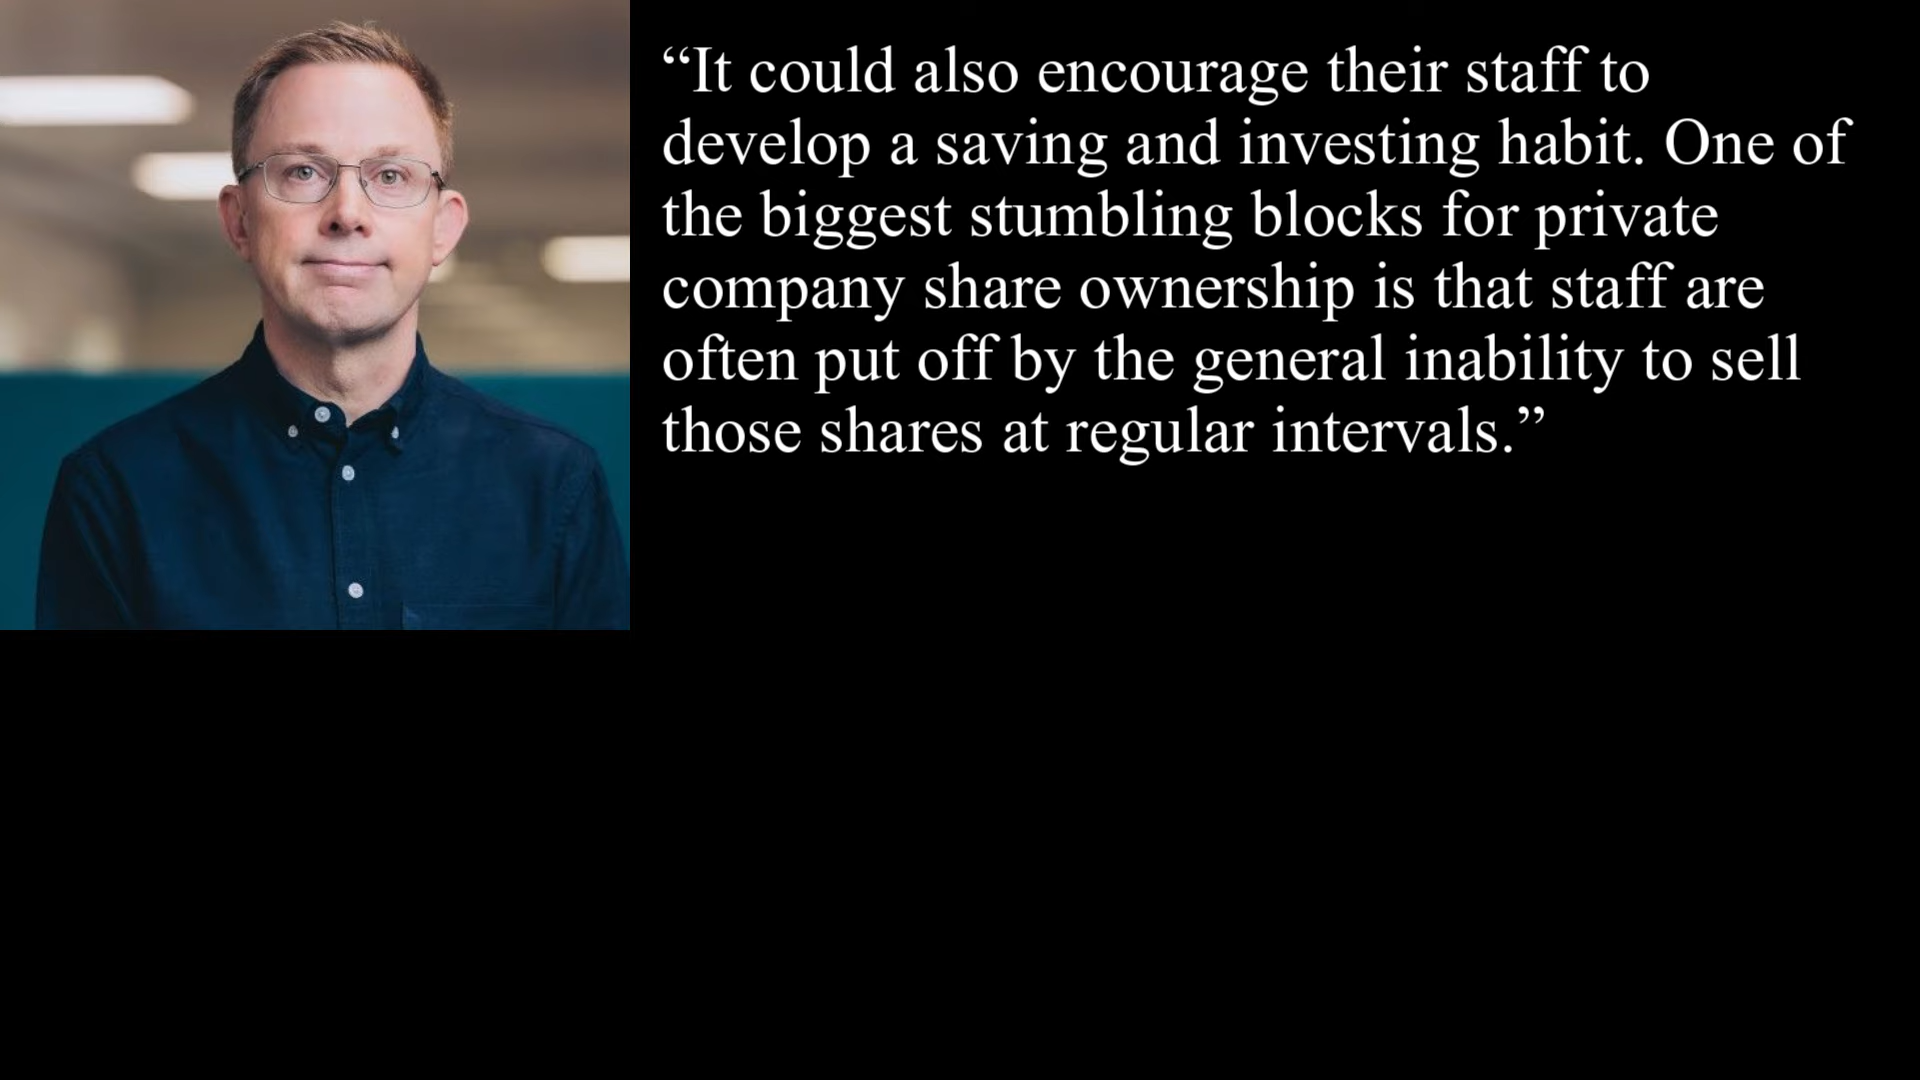 “It could also encourage their staff to
develop a saving and investing habit. One of
the biggest stumbling blocks for private
company share ownership is that staff are
often put off by the general inability to sell
those shares at regular intervals.”